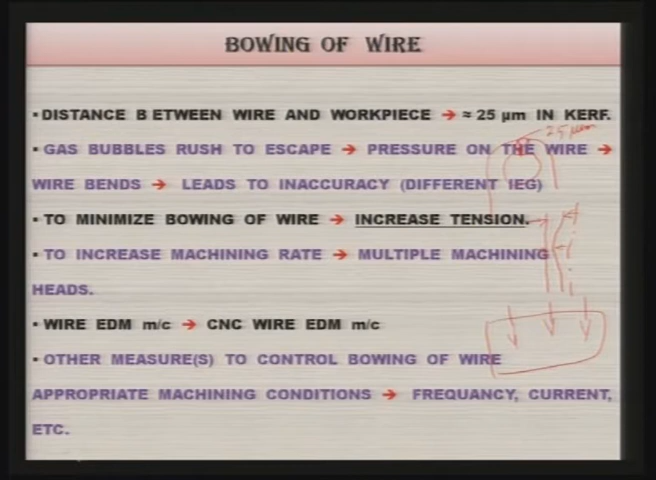 BOWING OF WIRE
▪DISTANCE B ETWEEN WIRE AND WORKPIECE → ≈ 25 µm IN KERF.
25 µm
▪GAS BUBBLES RUSH TO ESCAPE → PRESSURE ON THE WIRE →
WIRE BENDS → LEADS TO INACCURACY (DIFFERENT IEG)
▪TO MINIMIZE BOWING OF WIRE → INCREASE TENSION.
▪TO INCREASE MACHINING RATE → MULTIPLE MACHINING
HEADS.
▪WIRE EDM m/c → CNC WIRE EDM m/c
▪OTHER MEASURE(S) TO CONTROL BOWING OF WIRE
APPROPRIATE MACHINING CONDITIONS → FREQUANCY, CURRENT,
ETC.